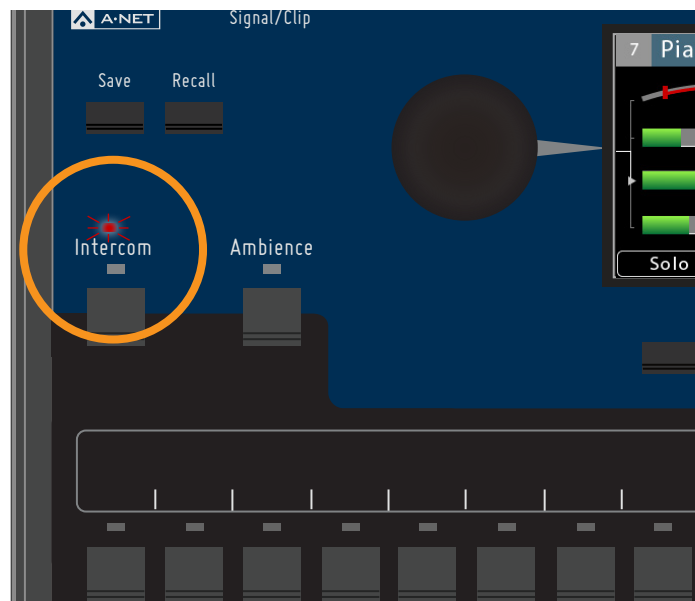 A•NET
Signal/Clip
7 Pia
Save Recall
Intercom Ambience
Solo